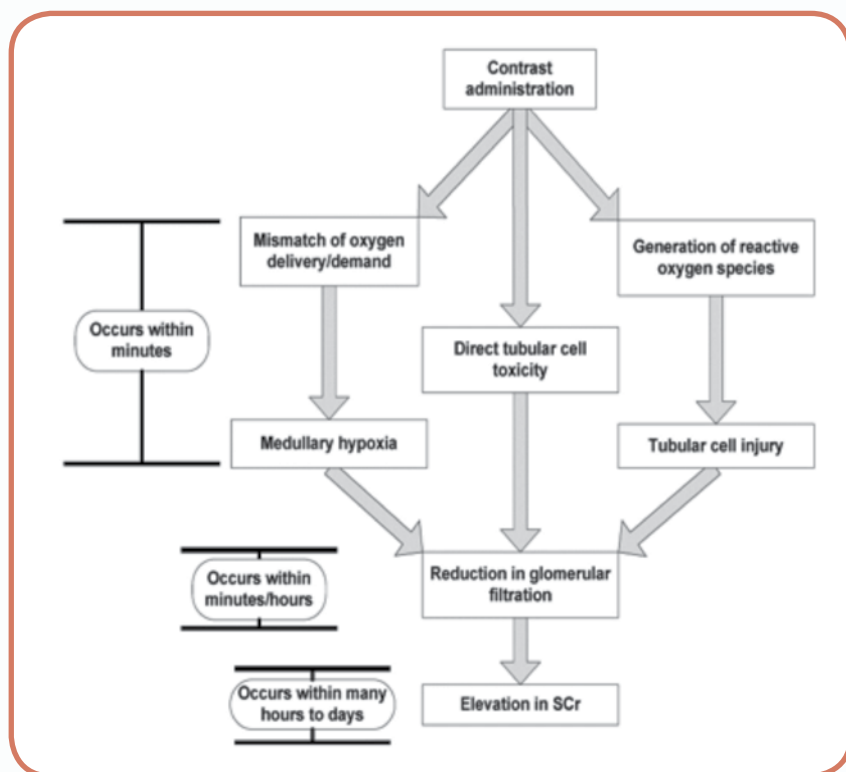 Contrast
administration
Mismatch of oxygen
delivery/demand
Generation of reactive
oxygen species
Occurs within
minutes
Direct tubular cell
toxicity
Medullary hypoxia
Tubular cell injury
Occurs within
minutes/hours
Reduction in glomerular
filtration
Occurs within many
hours to days
Elevation in SCr